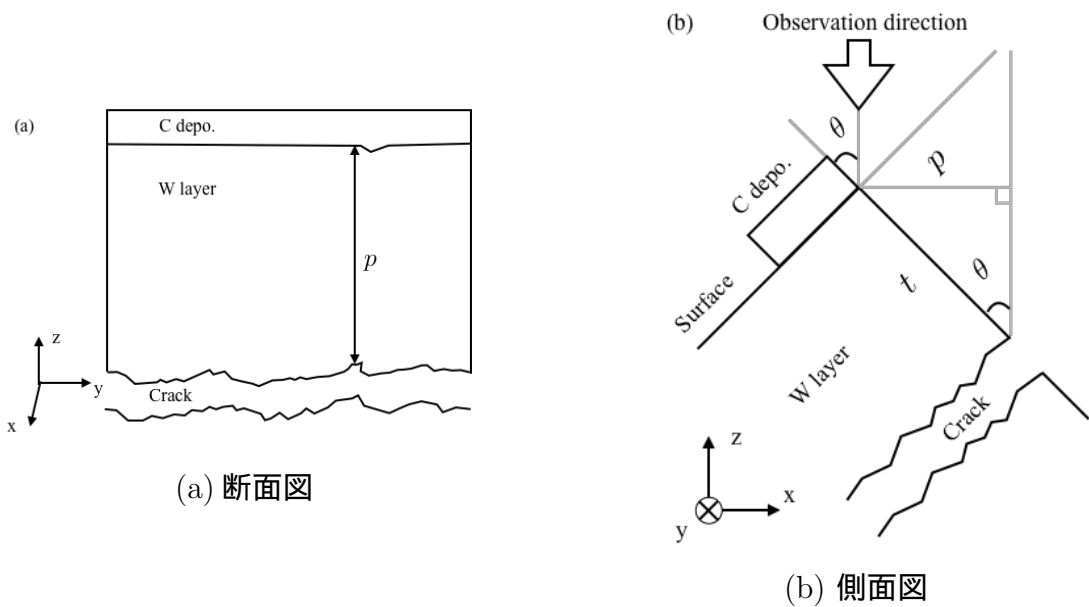 (a)
C depo.
W layer
p
z
y
x
Crack
(a) 断面図
(b)
Observation direction
θ
C depo.
p
Surface
t
θ
W layer
Crack
z
x
y
(b) 側面図